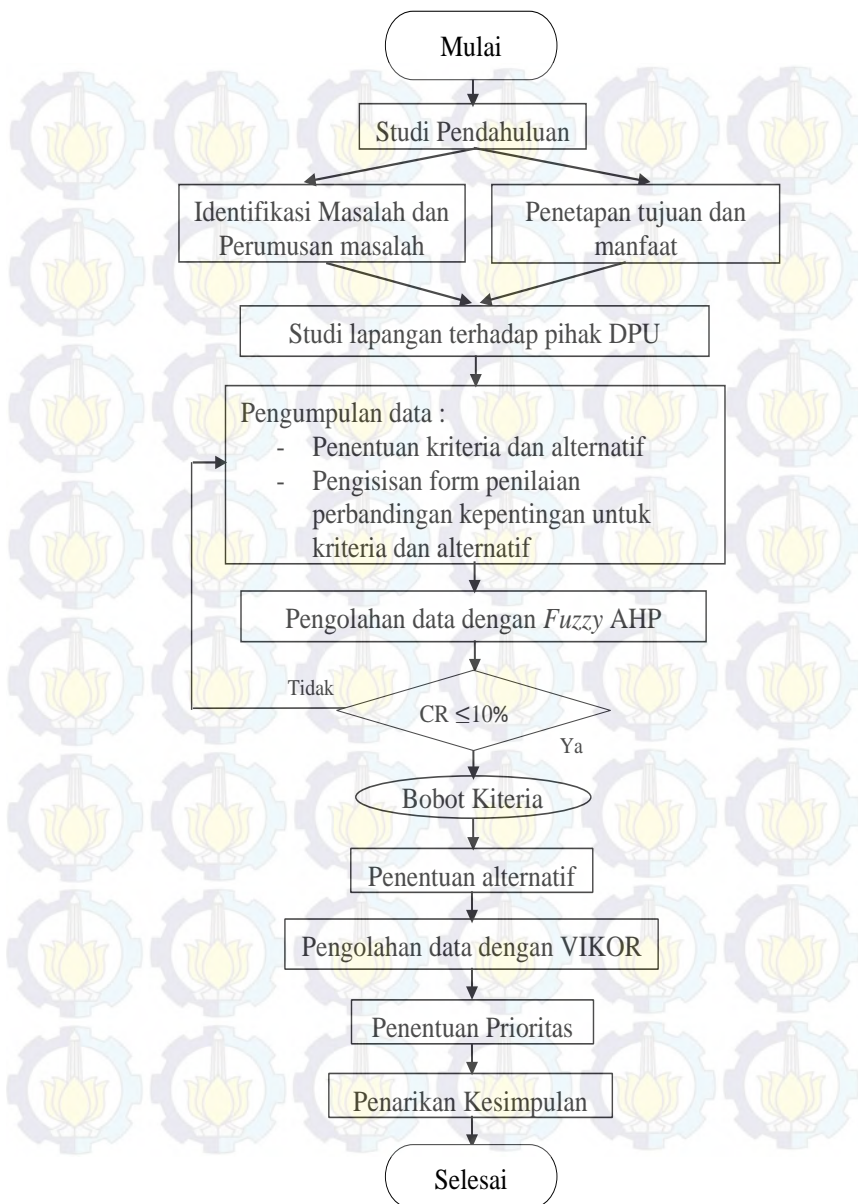 Mulai
Studi Pendahuluan
Identifikasi Masalah dan
Perumusan masalah
Penetapan tujuan dan
manfaat
Studi lapangan terhadap pihak DPU
Pengumpulan data :
- Penentuan kriteria dan alternatif
- Pengisisan form penilaian
perbandingan kepentingan untuk
kriteria dan alternatif
Pengolahan data dengan Fuzzy AHP
Tidak
CR ≤10%
Ya
Bobot Kiteria
Penentuan alternatif
Pengolahan data dengan VIKOR
Penentuan Prioritas
Penarikan Kesimpulan
Selesai